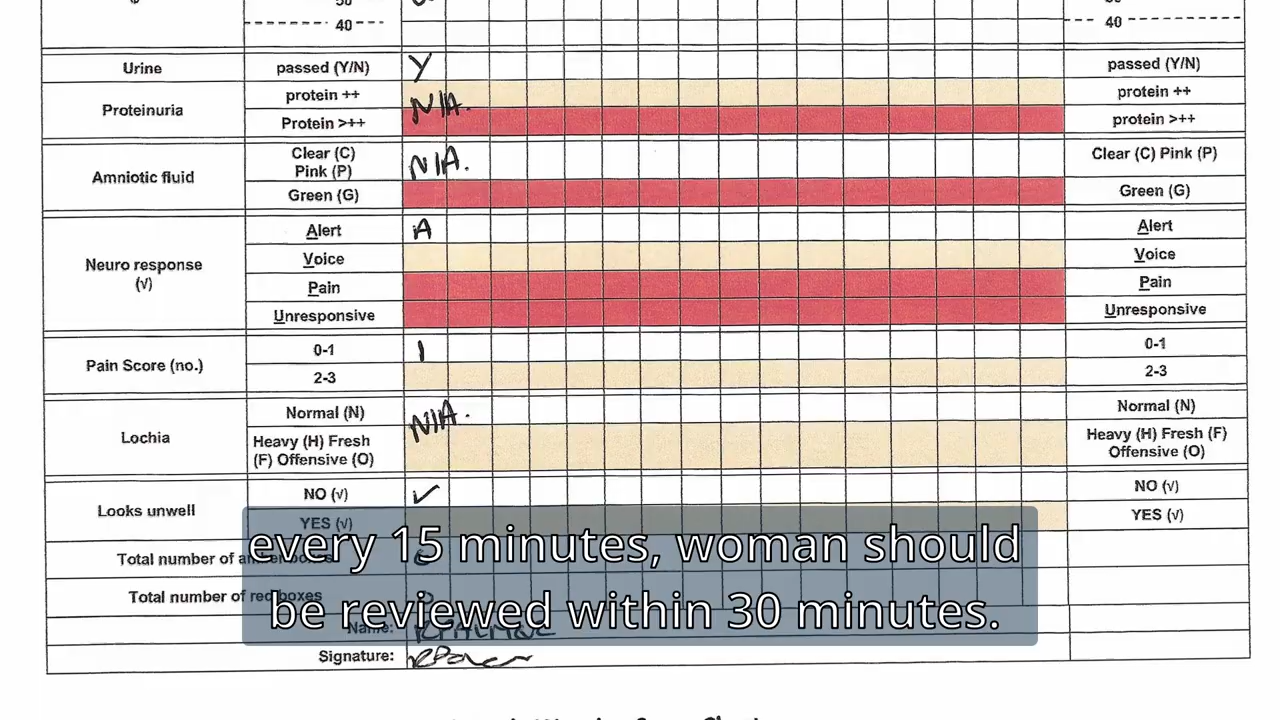 50
---- 40 ---- ---- 40 ----
Urine passed (Y/N) Y passed (Y/N)
Proteinuria protein ++ N/A. protein ++
Protein >++ protein >++
Amniotic fluid Clear (C) Pink (P) N/A. Clear (C) Pink (P)
Green (G) Green (G)
Neuro response (√) Alert A Alert
Voice Voice
Pain Pain
Unresponsive Unresponsive
Pain Score (no.) 0-1 1 0-1
2-3 2-3
Lochia Normal (N) N/A. Normal (N)
Heavy (H) Fresh (F) Offensive (O) Heavy (H) Fresh (F) Offensive (O)
Looks unwell NO (√) ✓ NO (√)
YES (√) YES (√)
Total number of amber boxes
Total number of red boxes
Name:
Signature:
every 15 minutes, woman should
be reviewed within 30 minutes.